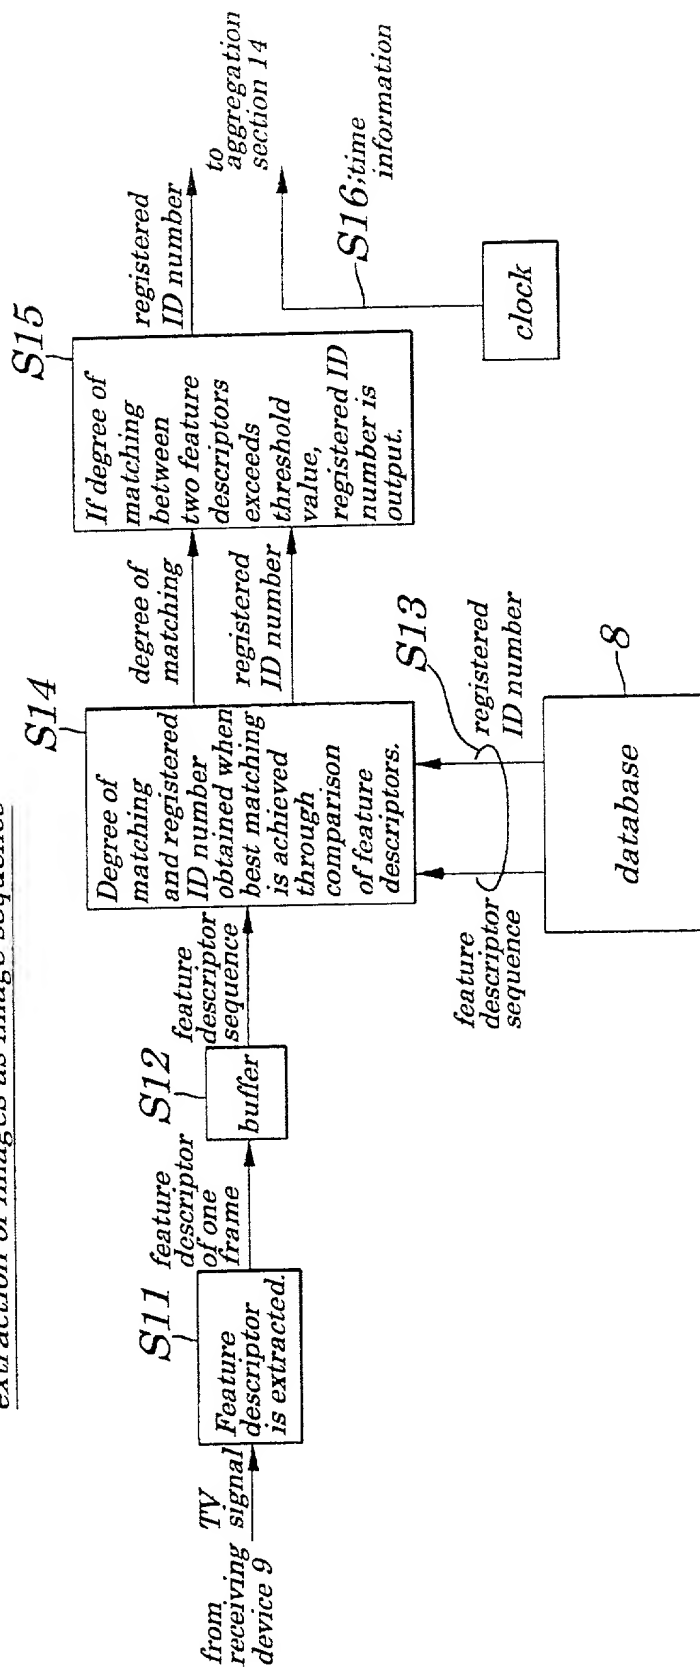 extraction of images as image sequence
from
receiving
device 9
TV
signal
S11
Feature
descriptor
is extracted.
feature
descriptor
of one
frame
S12
buffer
feature
descriptor
sequence
S14
Degree of
matching
and registered
ID number
obtained when
best matching
is achieved
through
comparison
of feature
descriptors.
feature
descriptor
sequence
S13
registered
ID number
database
8
degree of
matching
registered
ID number
S15
If degree of
matching
between
two feature
descriptors
exceeds
threshold
value,
registered ID
number is
output.
registered
ID number
to
aggregation
section 14
S16;time
information
clock